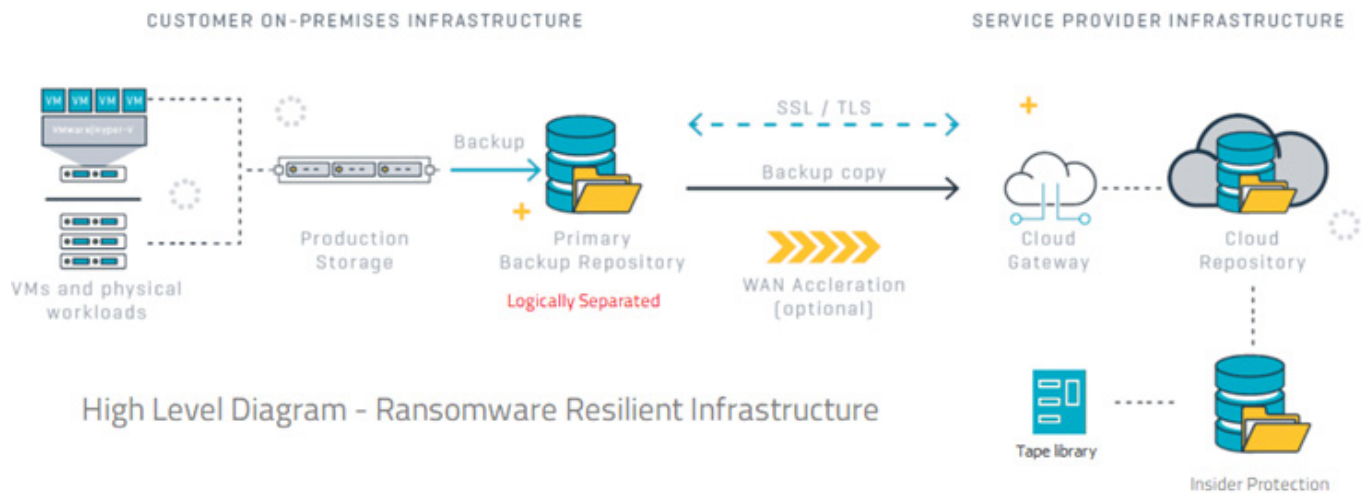 CUSTOMER ON-PREMISES INFRASTRUCTURE
SERVICE PROVIDER INFRASTRUCTURE
VM VM VM VM
VMware|Hyper-V
VMs and physical
workloads
Production
Storage
Backup
Primary
Backup Repository
Logically Separated
SSL / TLS
Backup copy
WAN Accleration
(optional)
Cloud
Gateway
Cloud
Repository
High Level Diagram - Ransomware Resilient Infrastructure
Tape library
Insider Protection